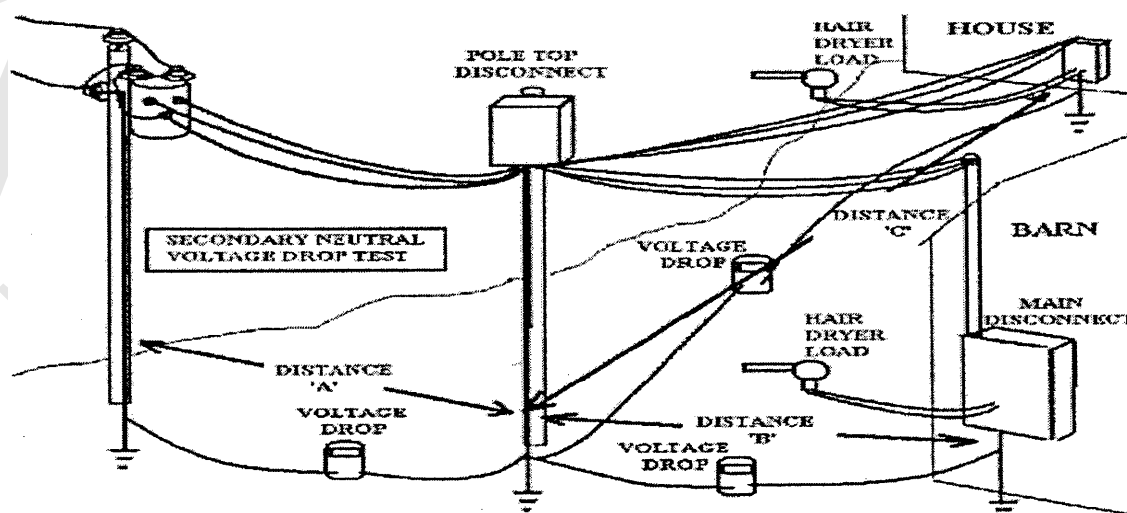 HAIR
DRYER
LOAD
HOUSE
POLE TOP
DISCONNECT
SECONDARY NEUTRAL
VOLTAGE DROP TEST
DISTANCE
'C'
VOLTAGE
DROP
BARN
MAIN
DISCONNECT
HAIR
DRYER
LOAD
DISTANCE
'A'
VOLTAGE
DROP
DISTANCE
'B'
VOLTAGE
DROP